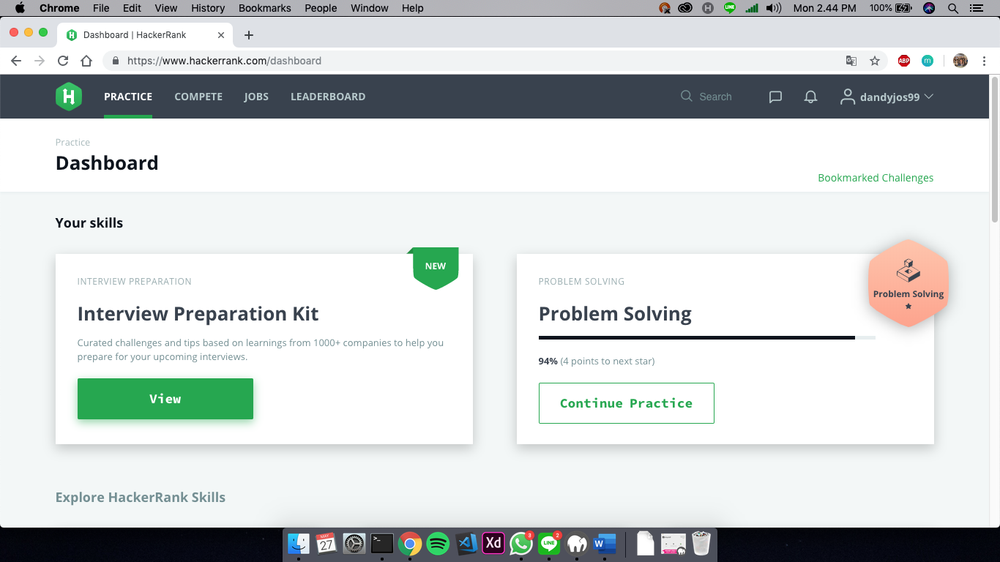 Chrome File Edit View History Bookmarks People Window Help Mon 2.44 PM 100%
Dashboard | HackerRank
https://www.hackerrank.com/dashboard ABP m
H PRACTICE COMPETE JOBS LEADERBOARD Search dandyjos99
Practice
Dashboard
Bookmarked Challenges
Your skills
NEW
INTERVIEW PREPARATION
Interview Preparation Kit
Curated challenges and tips based on learnings from 1000+ companies to help you
prepare for your upcoming interviews.
View
PROBLEM SOLVING
Problem Solving
Problem Solving
94% (4 points to next star)
Continue Practice
Explore HackerRank Skills
MAY 27 Xd 3 LINE 2 W